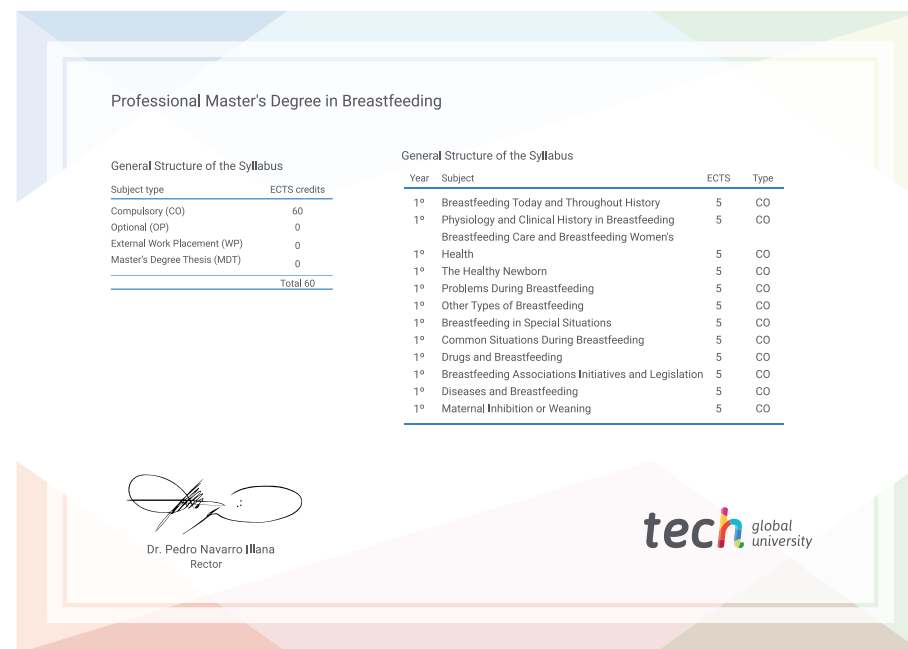 Professional Master's Degree in Breastfeeding
General Structure of the Syllabus
Subject type ECTS credits
Compulsory (CO) 60
Optional (OP) 0
External Work Placement (WP) 0
Master's Degree Thesis (MDT) 0
Total 60
General Structure of the Syllabus
Year Subject ECTS Type
1º Breastfeeding Today and Throughout History 5 CO
1º Physiology and Clinical History in Breastfeeding 5 CO
Breastfeeding Care and Breastfeeding Women's
1º Health 5 CO
1º The Healthy Newborn 5 CO
1º Problems During Breastfeeding 5 CO
1º Other Types of Breastfeeding 5 CO
1º Breastfeeding in Special Situations 5 CO
1º Common Situations During Breastfeeding 5 CO
1º Drugs and Breastfeeding 5 CO
1º Breastfeeding Associations Initiatives and Legislation 5 CO
1º Diseases and Breastfeeding 5 CO
1º Maternal Inhibition or Weaning 5 CO
Dr. Pedro Navarro Illana
Rector
tech global
university